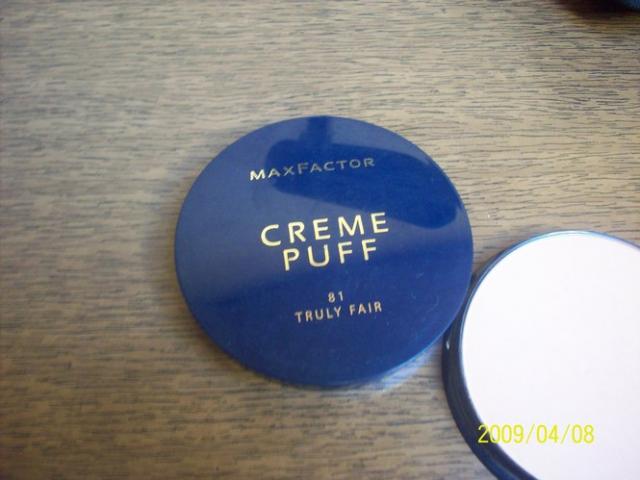 MAXFACTOR
CREME
PUFF
81
TRULY FAIR
2009/04/08